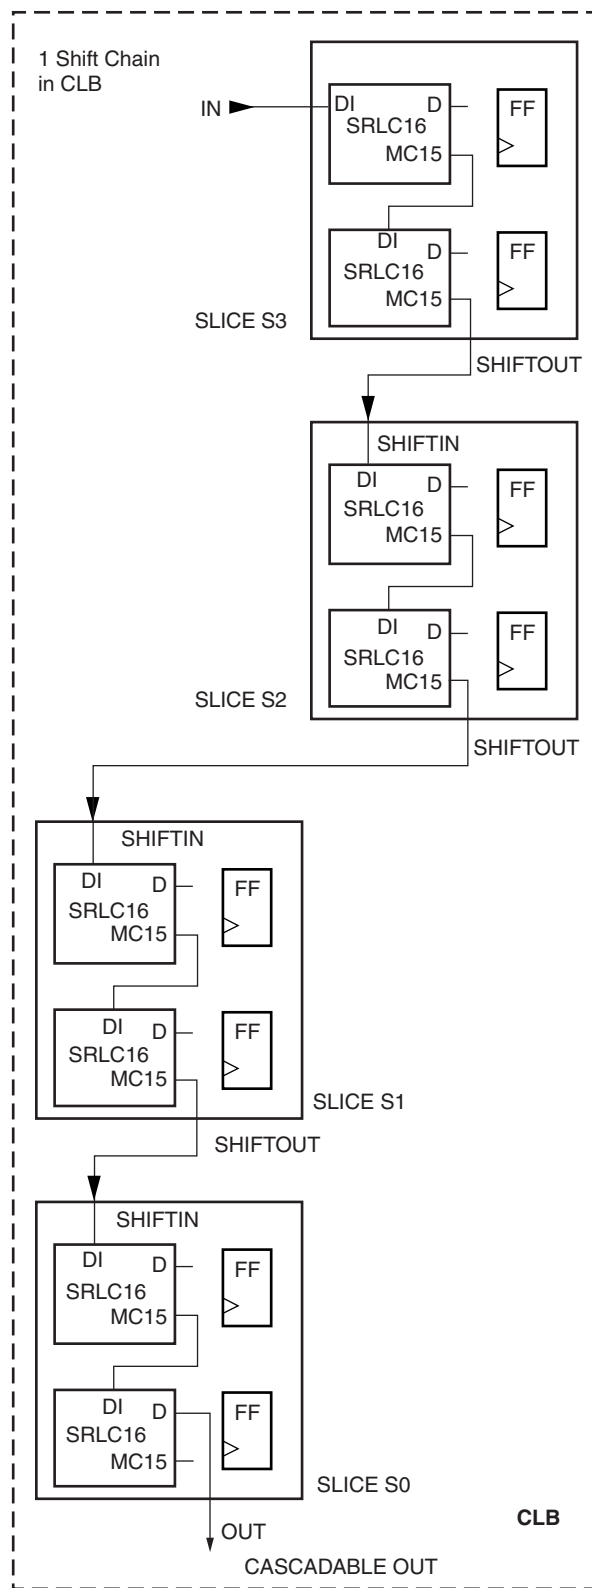 1 Shift Chain
in CLB
IN
DI
D
SRLC16
MC15
FF
DI
D
SRLC16
MC15
FF
SLICE S3
SHIFTOUT
SHIFTIN
DI
D
SRLC16
MC15
FF
DI
D
SRLC16
MC15
FF
SLICE S2
SHIFTOUT
SHIFTIN
DI
D
SRLC16
MC15
FF
DI
D
SRLC16
MC15
FF
SLICE S1
SHIFTOUT
SHIFTIN
DI
D
SRLC16
MC15
FF
DI
D
SRLC16
MC15
FF
SLICE S0
OUT
CLB
CASCADABLE OUT